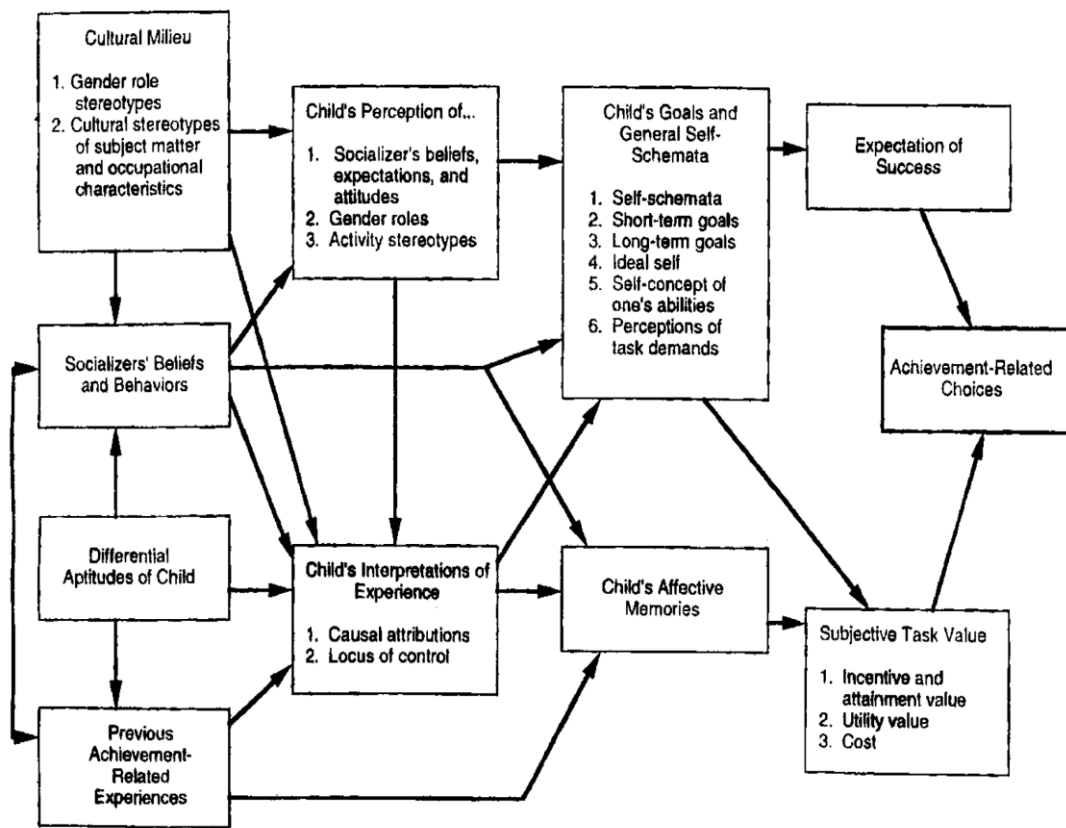 Cultural Milieu
1. Gender role
stereotypes
2. Cultural stereotypes
of subject matter
and occupational
characteristics
Child's Perception of...
1. Socializer's beliefs,
expectations, and
attitudes
2. Gender roles
3. Activity stereotypes
Child's Goals and
General Self-
Schemata
1. Self-schemata
2. Short-term goals
3. Long-term goals
4. Ideal self
5. Self-concept of
one's abilities
6. Perceptions of
task demands
Expectation of
Success
Socializers' Beliefs
and Behaviors
Achievement-Related
Choices
Differential
Aptitudes of Child
Child's Interpretations of
Experience
1. Causal attributions
2. Locus of control
Child's Affective
Memories
Subjective Task Value
1. Incentive and
attainment value
2. Utility value
3. Cost
Previous
Achievement-
Related
Experiences